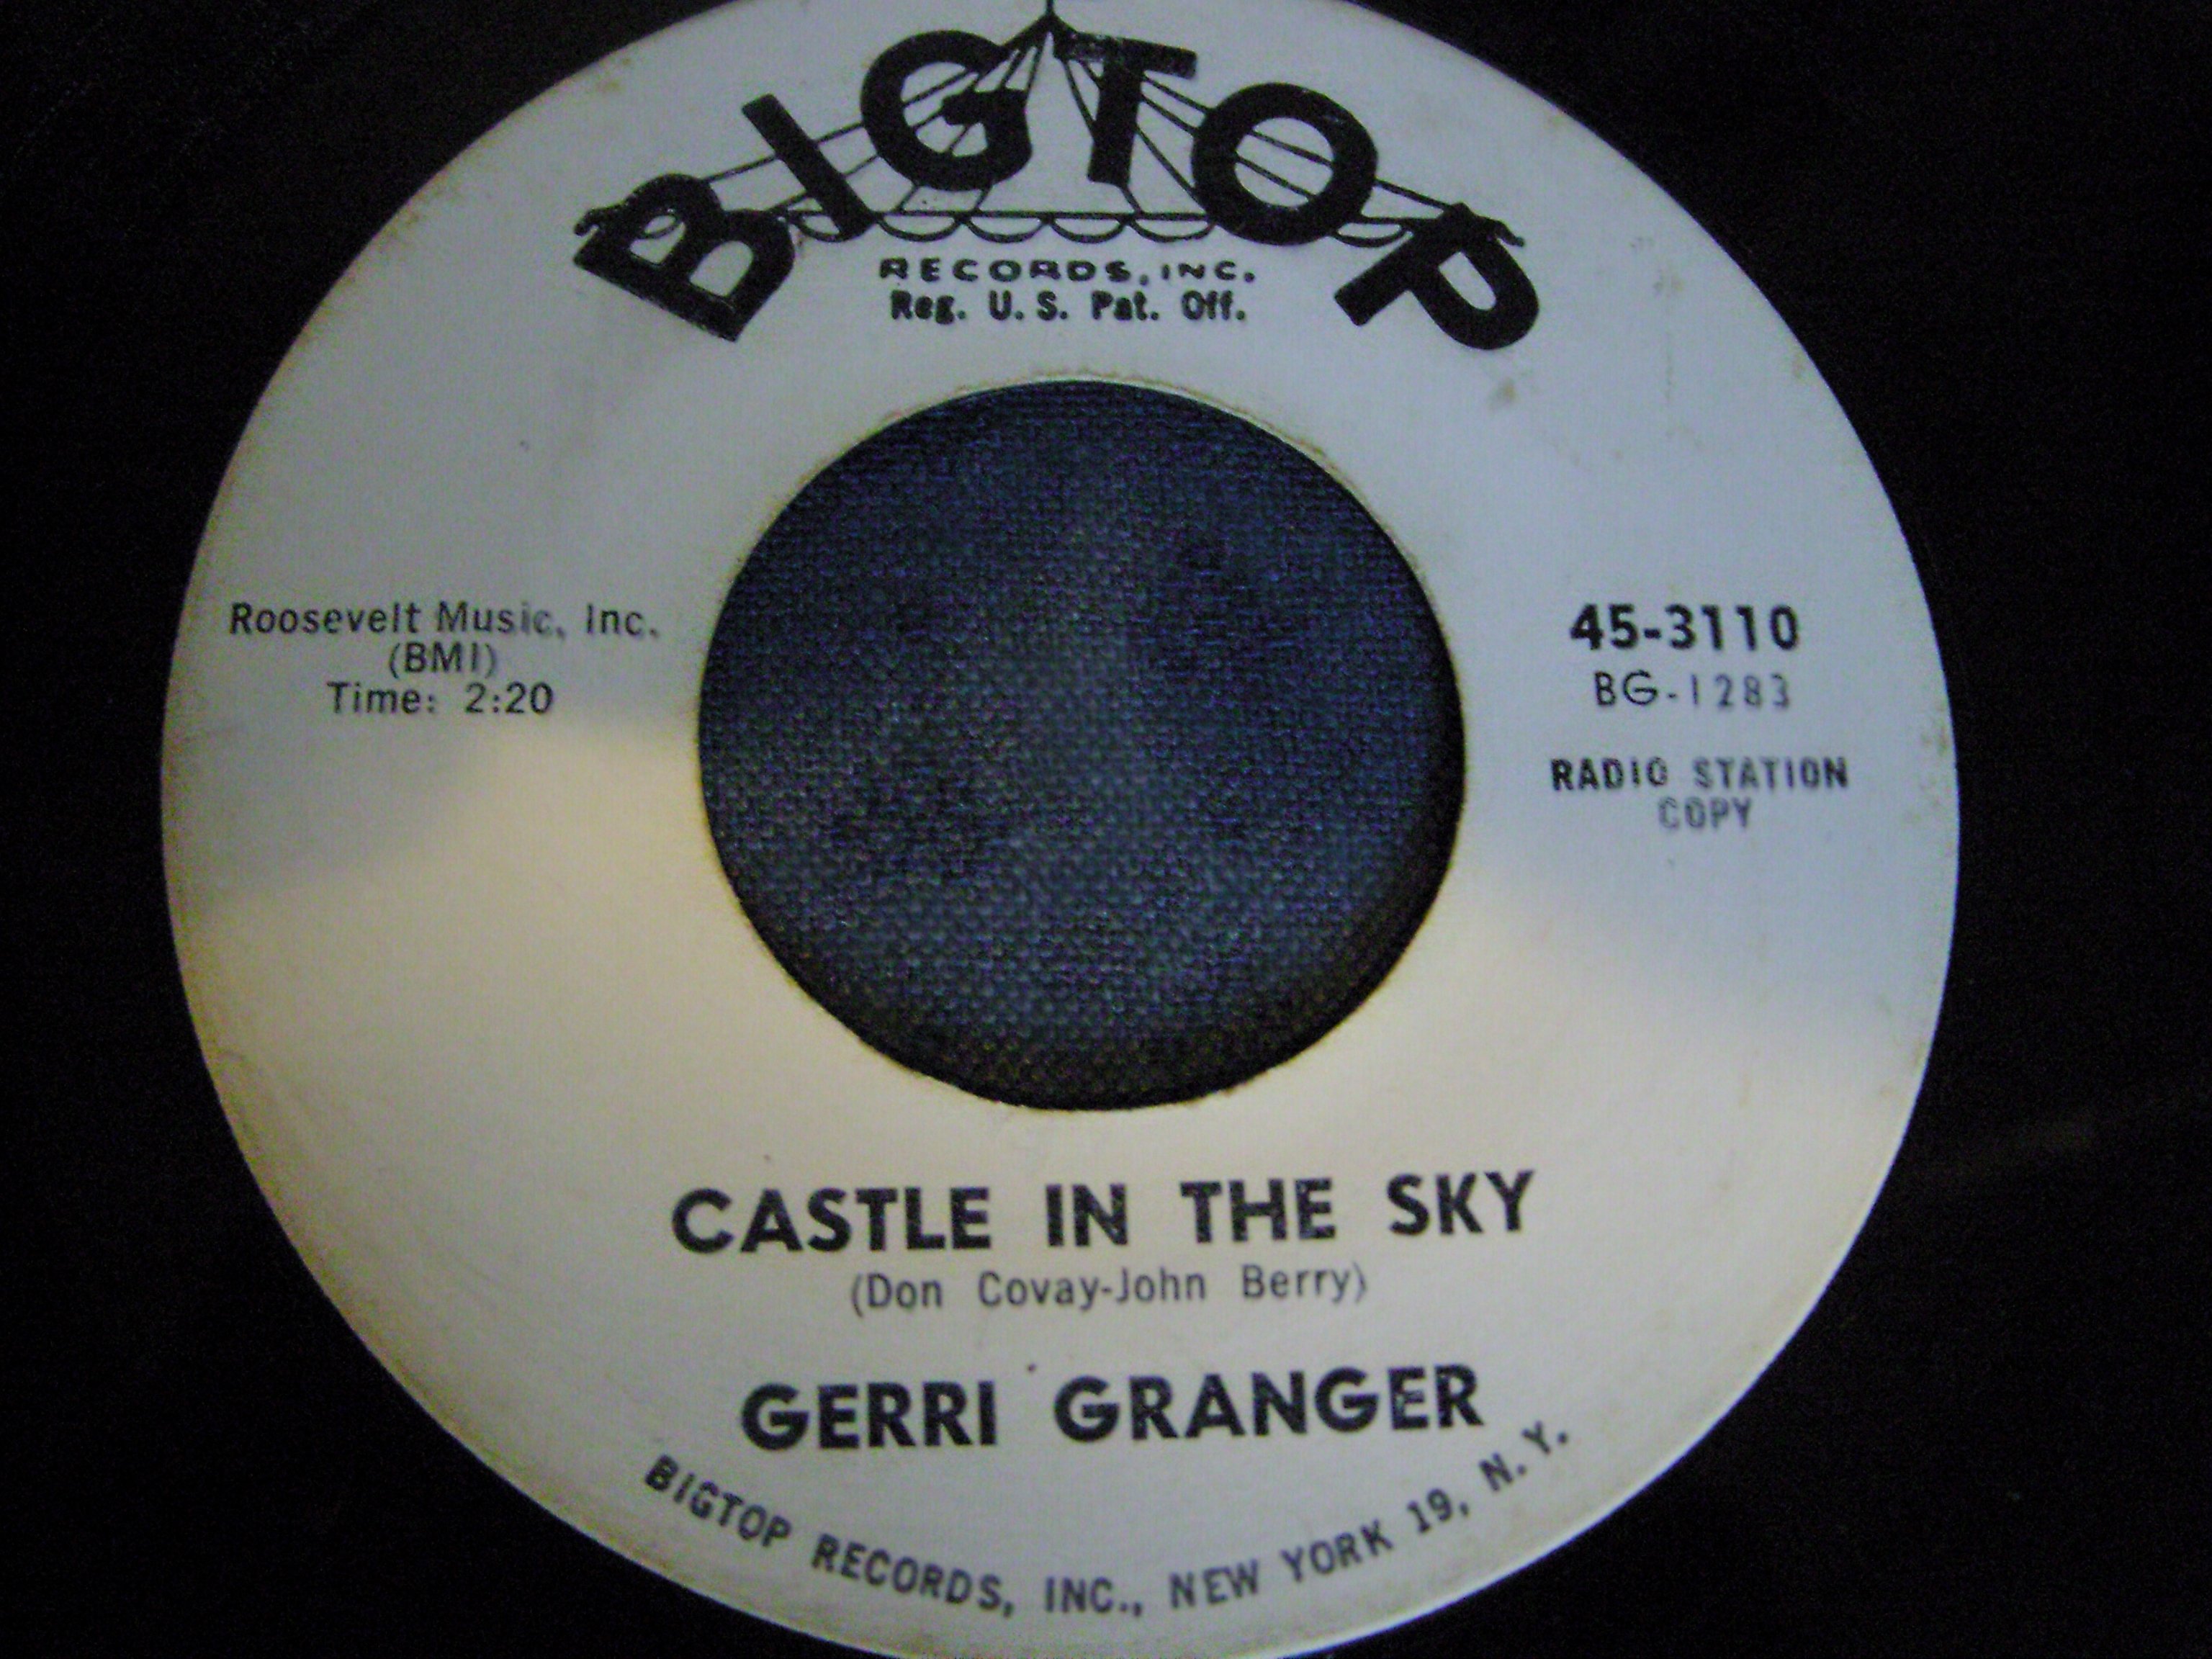 BIGTOP
RECORDS, INC.
Reg. U. S. Pat. Off.
Roosevelt Music, Inc.
(BMI)
Time: 2:20
45-3110
BG-1283
RADIO STATION
COPY
CASTLE IN THE SKY
(Don Covay-John Berry)
GERRI GRANGER
BIGTOP RECORDS, INC., NEW YORK 19, N. Y.